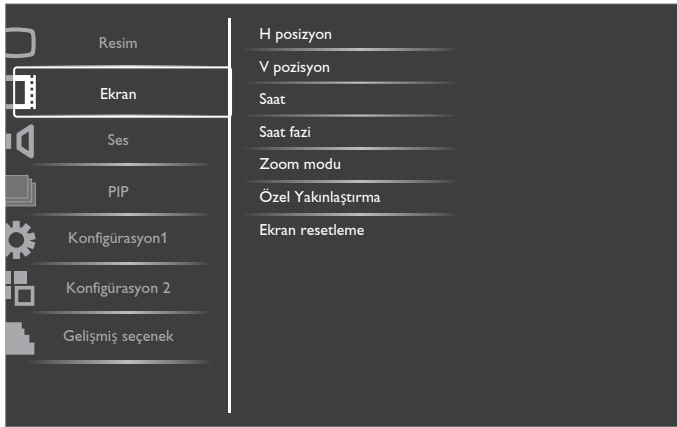 Resim
Ekran
Ses
PIP
Konfigürasyon1
Konfigürasyon 2
Gelişmiş seçenek
H posizyon
V pozisyon
Saat
Saat fazi
Zoom modu
Özel Yakınlaştırma
Ekran resetleme